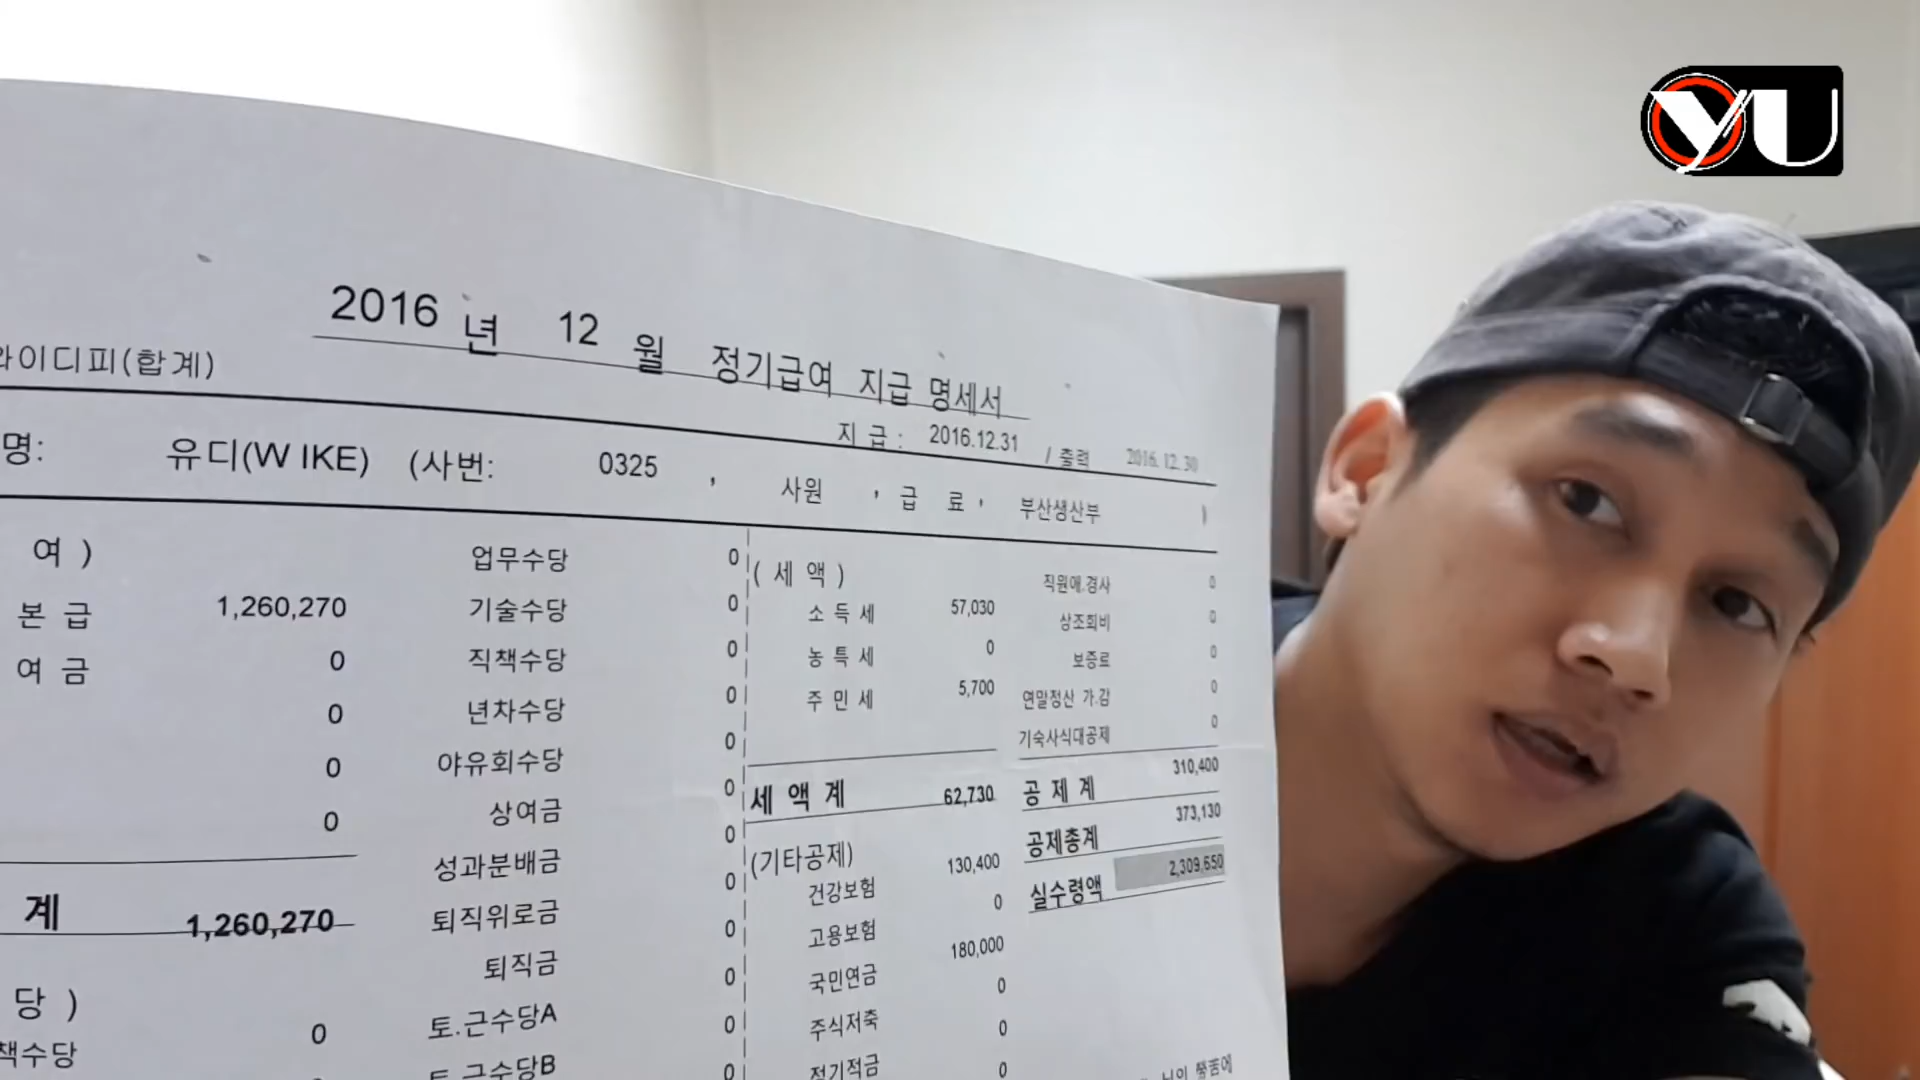 YU
2016 년 12 월 정기급여 지급 명세서
와이디피(합계)
지 급 : 2016.12.31 / 출력 2016.12.30
명: 유디(W IKE) (사번: 0325 , 사원 , 급 료 , 부산생산부 )
여 ) 업무수당 0 ( 세 액 ) 직원애.경사 0
본 급 1,260,270 기술수당 0 소 득 세 57,030 상조회비 0
여 금 0 직책수당 0 농 특 세 0 보증료 0
0 년차수당 0 주 민 세 5,700 연말정산 가.감 0
0 야유회수당 0 기숙사식대공제 0
0 상여금 0 세 액 계 62,730 공 제 계 310,400
성과분배금 0 (기타공제) 공제총계 373,130
계 1,260,270 퇴직위로금 0 건강보험 130,400 실수령액 2,309,650
퇴직금 0 고용보험 0
당 ) 토.근수당A 0 국민연금 180,000
책수당 0 토.근수당B 0 주식저축 0
정기적금 0